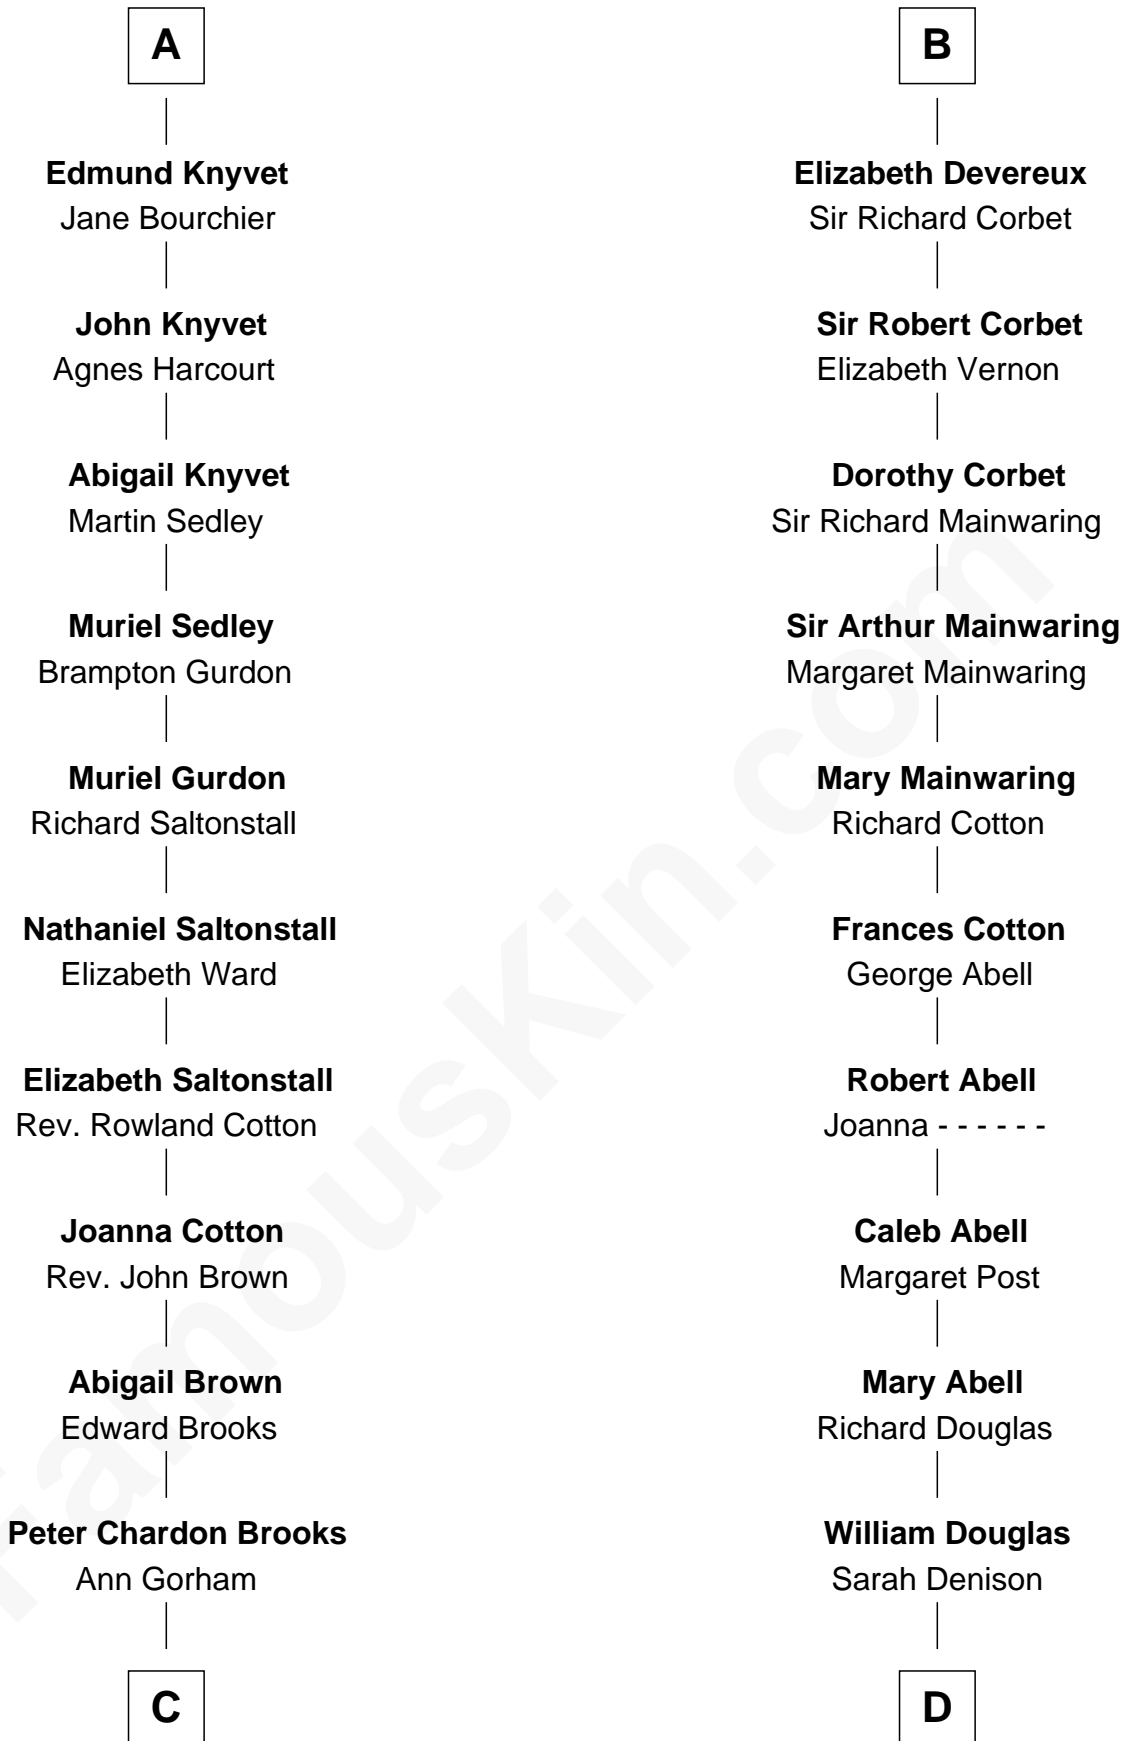 A
Edmund Knyvet
Jane Bourchier
John Knyvet
Agnes Harcourt
Abigail Knyvet
Martin Sedley
Muriel Sedley
Brampton Gurdon
Muriel Gurdon
Richard Saltonstall
Nathaniel Saltonstall
Elizabeth Ward
Elizabeth Saltonstall
Rev. Rowland Cotton
Joanna Cotton
Rev. John Brown
Abigail Brown
Edward Brooks
Peter Chardon Brooks
Ann Gorham
C
B
Elizabeth Devereux
Sir Richard Corbet
Sir Robert Corbet
Elizabeth Vernon
Dorothy Corbet
Sir Richard Mainwaring
Sir Arthur Mainwaring
Margaret Mainwaring
Mary Mainwaring
Richard Cotton
Frances Cotton
George Abell
Robert Abell
Joanna - - - - - -
Caleb Abell
Margaret Post
Mary Abell
Richard Douglas
William Douglas
Sarah Denison
D
FamousKin.com